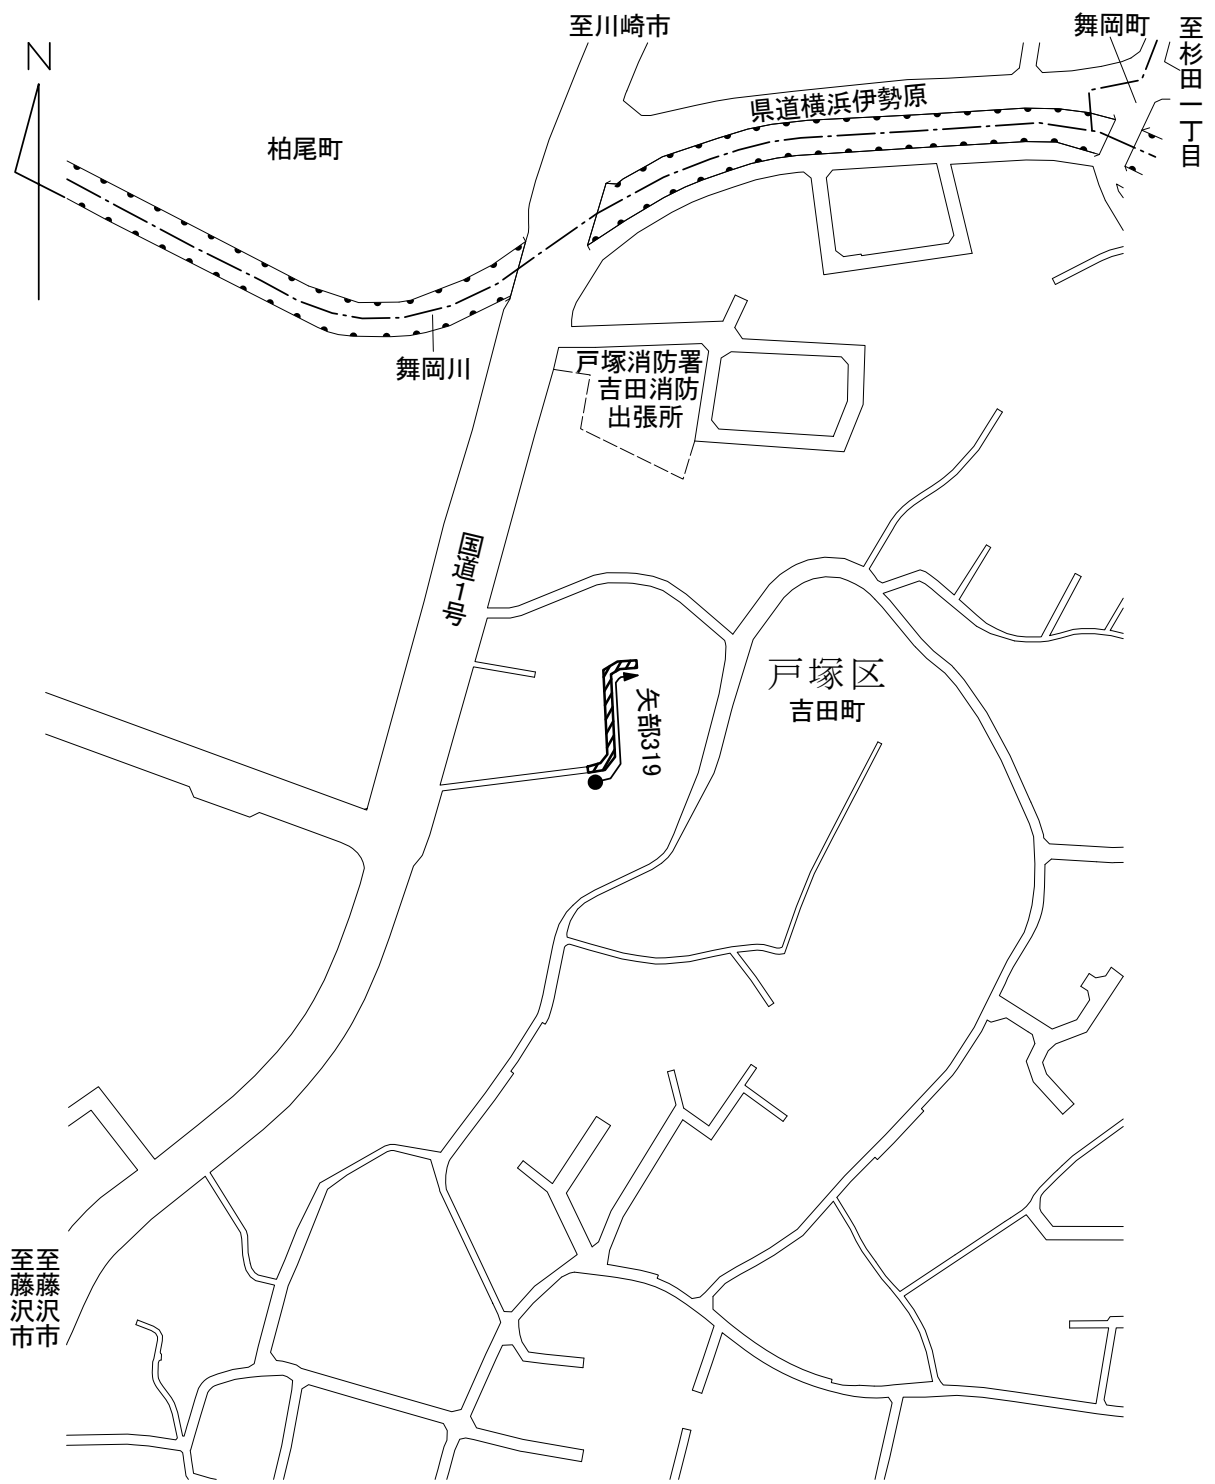 至川崎市
舞岡町
至杉田一丁目
N
県道横浜伊勢原
柏尾町
舞岡川
戸塚消防署
吉田消防
出張所
国道1号
戸塚区
吉田町
矢部319
至藤沢市
至藤沢市